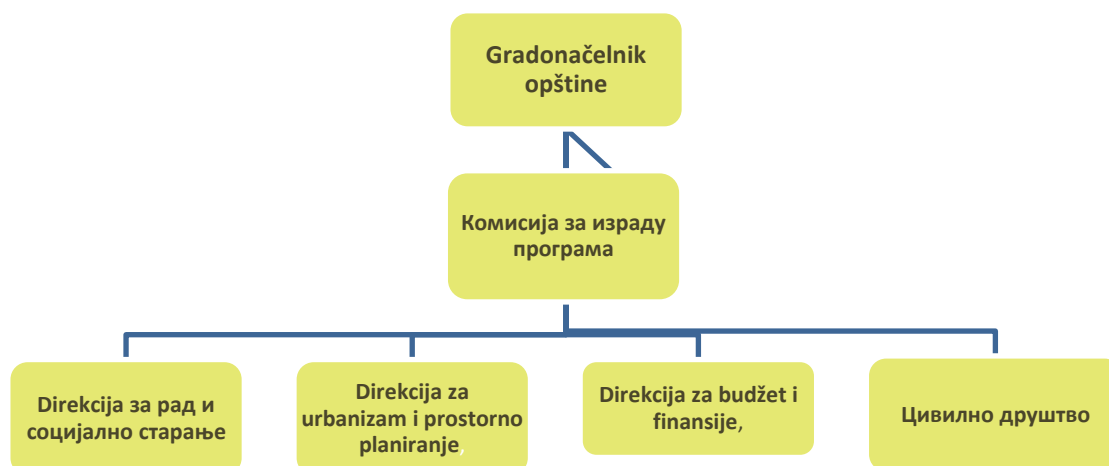 Gradonačelnik
opštine
Комисија за израду
програма
Direkција за рад и
социјално старање
Direkcija za
urbanizam i prostorno
planiranje,
Direkcija za budžet i
finansije,
Цивилно друштво